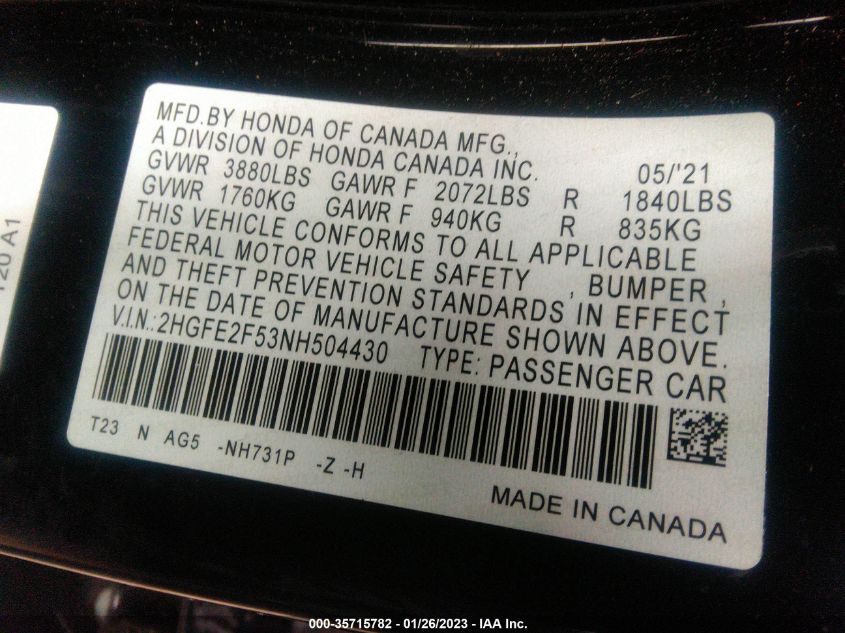 MFD.BY HONDA OF CANADA MFG.,
A DIVISION OF HONDA CANADA INC. 05/'21
GVWR 3880LBS GAWR F 2072LBS R 1840LBS
GVWR 1760KG GAWR F 940KG R 835KG
THIS VEHICLE CONFORMS TO ALL APPLICABLE
FEDERAL MOTOR VEHICLE SAFETY , BUMPER ,
AND THEFT PREVENTION STANDARDS IN EFFECT
ON THE DATE OF MANUFACTURE SHOWN ABOVE.
V.I.N.:2HGFE2F53NH504430 TYPE: PASSENGER CAR
T23 N AG5 -NH731P -Z -H
MADE IN CANADA
120 A1
000-35715782 / 01/26/2023 - IAA Inc.